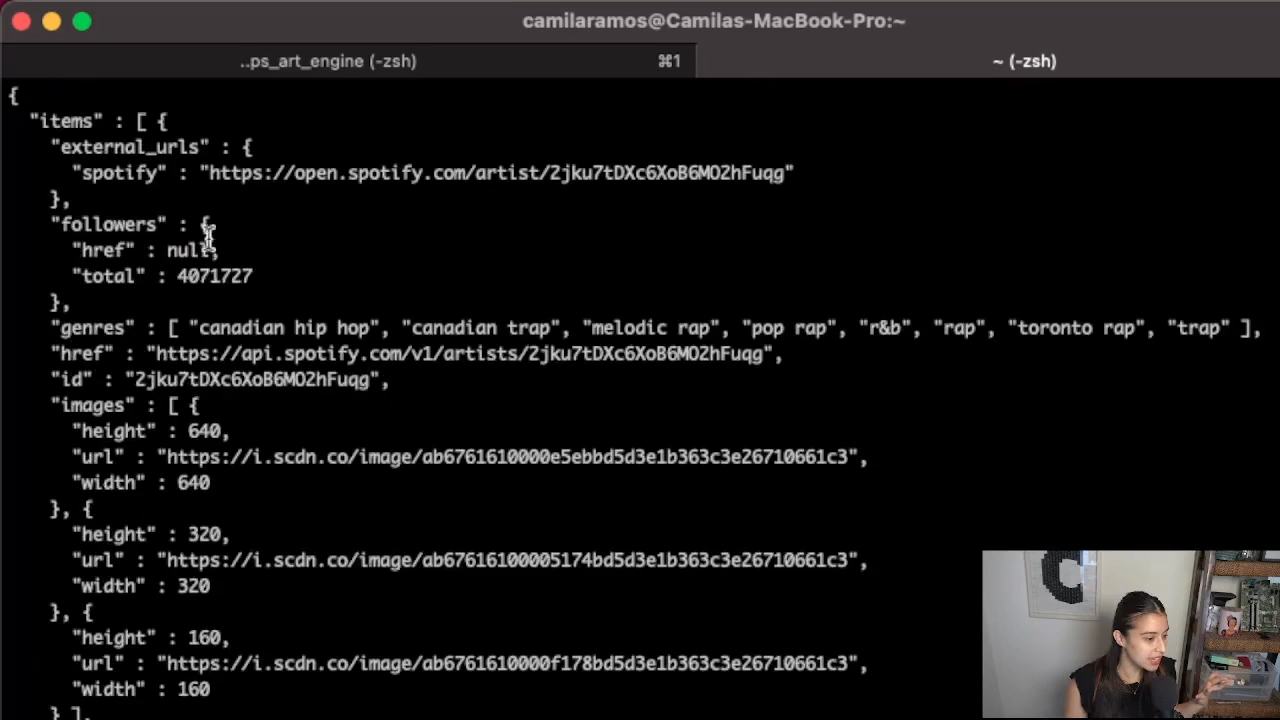 camilaramos@Camilas-MacBook-Pro:~
..ps_art_engine (-zsh) ⌘1 ~ (-zsh)
{
"items" : [ {
"external_urls" : {
"spotify" : "https://open.spotify.com/artist/2jku7tDXc6XoB6MO2hFuqg"
},
"followers" : {
"href" : null,
"total" : 4071727
},
"genres" : [ "canadian hip hop", "canadian trap", "melodic rap", "pop rap", "r&b", "rap", "toronto rap", "trap" ],
"href" : "https://api.spotify.com/v1/artists/2jku7tDXc6XoB6MO2hFuqg",
"id" : "2jku7tDXc6XoB6MO2hFuqg",
"images" : [ {
"height" : 640,
"url" : "https://i.scdn.co/image/ab6761610000e5ebbd5d3e1b363c3e26710661c3",
"width" : 640
}, {
"height" : 320,
"url" : "https://i.scdn.co/image/ab67616100005174bd5d3e1b363c3e26710661c3",
"width" : 320
}, {
"height" : 160,
"url" : "https://i.scdn.co/image/ab6761610000f178bd5d3e1b363c3e26710661c3",
"width" : 160
} ],